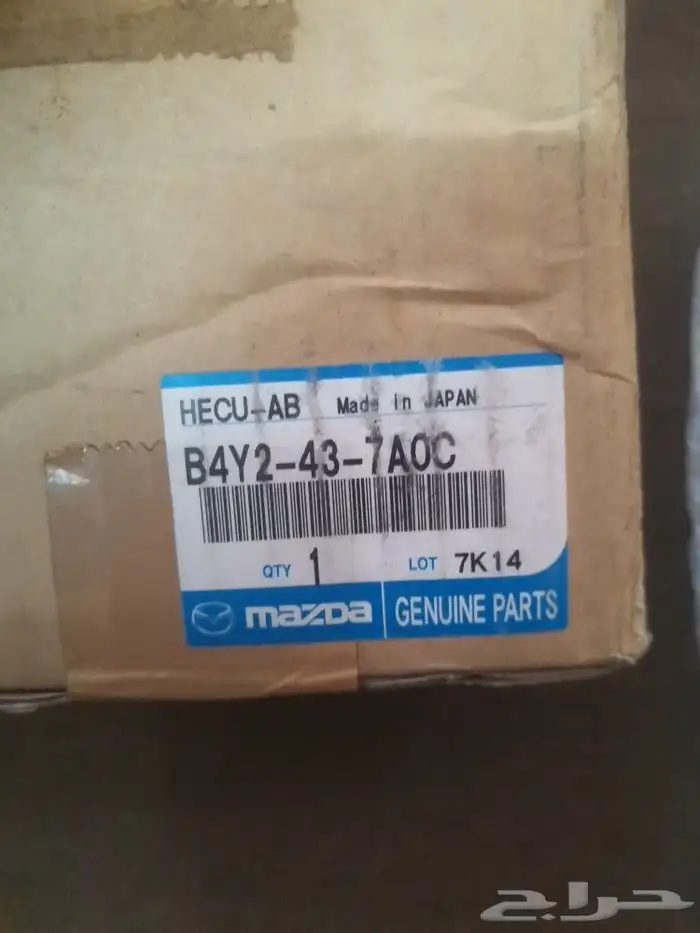 HECU-AB Made in JAPAN
B4Y2-43-7A0C
QTY 1 LOT 7K14
mazda GENUINE PARTS
حراج